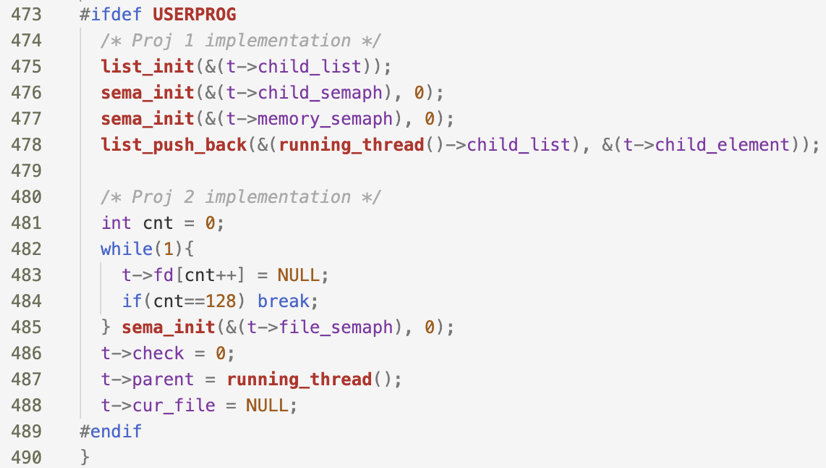 473 #ifdef USERPROG
474 /* Proj 1 implementation */
475 list_init(&(t->child_list));
476 sema_init(&(t->child_semaph), 0);
477 sema_init(&(t->memory_semaph), 0);
478 list_push_back(&(running_thread()->child_list), &(t->child_element));
479
480 /* Proj 2 implementation */
481 int cnt = 0;
482 while(1){
483 t->fd[cnt++] = NULL;
484 if(cnt==128) break;
485 } sema_init(&(t->file_semaph), 0);
486 t->check = 0;
487 t->parent = running_thread();
488 t->cur_file = NULL;
489 #endif
490 }